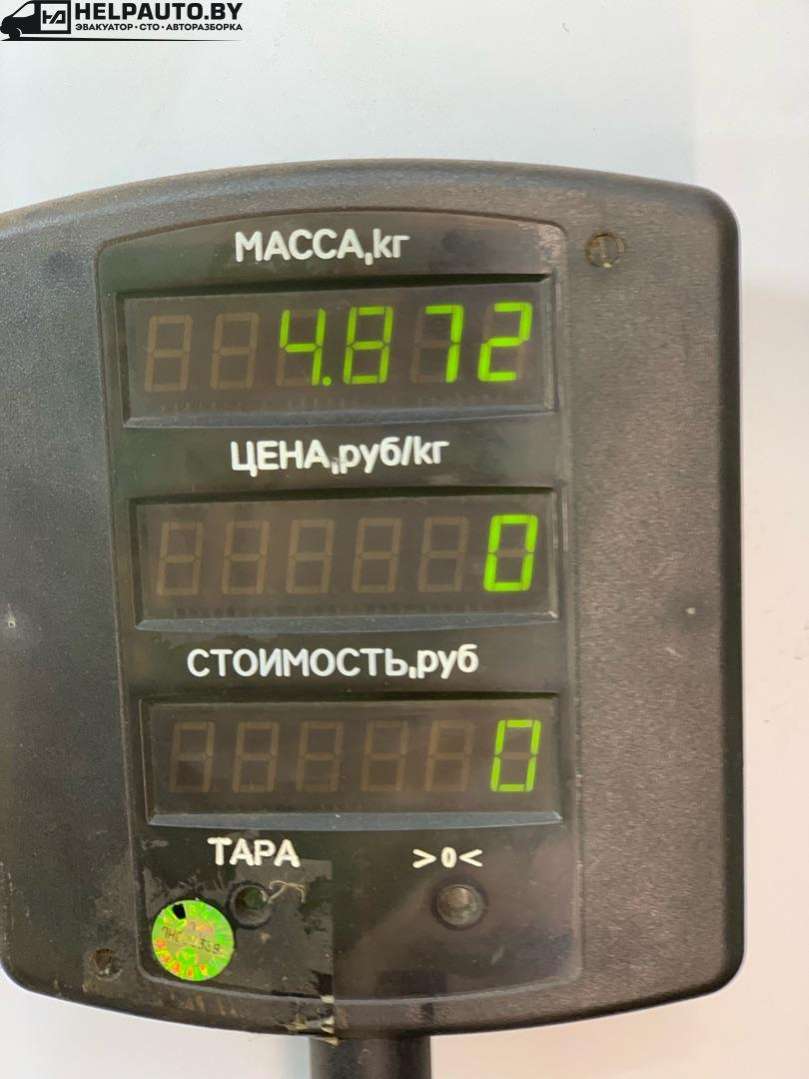 HELPAUTO.BY
ЭВАКУАТОР • СТО • АВТОРАЗБОРКА
МАССА,кг
4.872
ЦЕНА,руб/кг
0
СТОИМОСТЬ,руб
0
ТАРА >0<